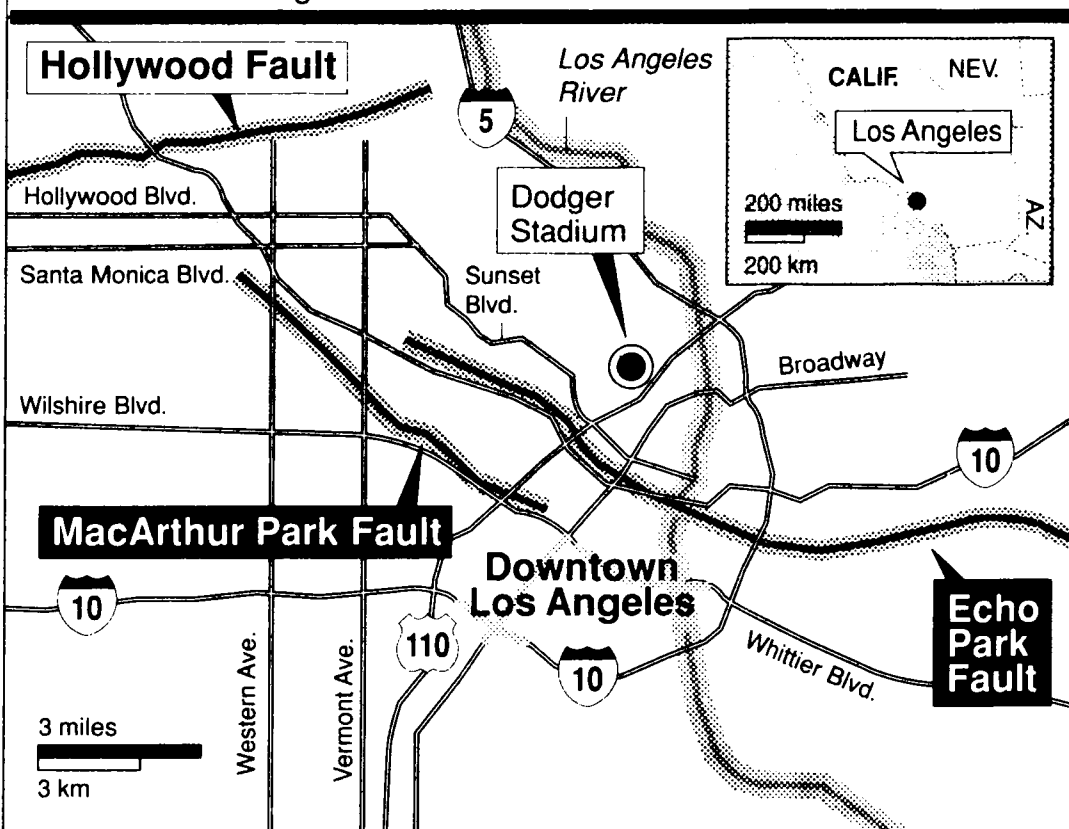 Hollywood Fault
Los Angeles
River
5
CALIF.
NEV.
Los Angeles
AZ
200 miles
200 km
Hollywood Blvd.
Dodger
Stadium
Santa Monica Blvd.
Sunset
Blvd.
Broadway
Wilshire Blvd.
10
MacArthur Park Fault
Downtown
Los Angeles
10
110
10
Echo
Park
Fault
Whittier Blvd.
Western Ave.
Vermont Ave.
3 miles
3 km